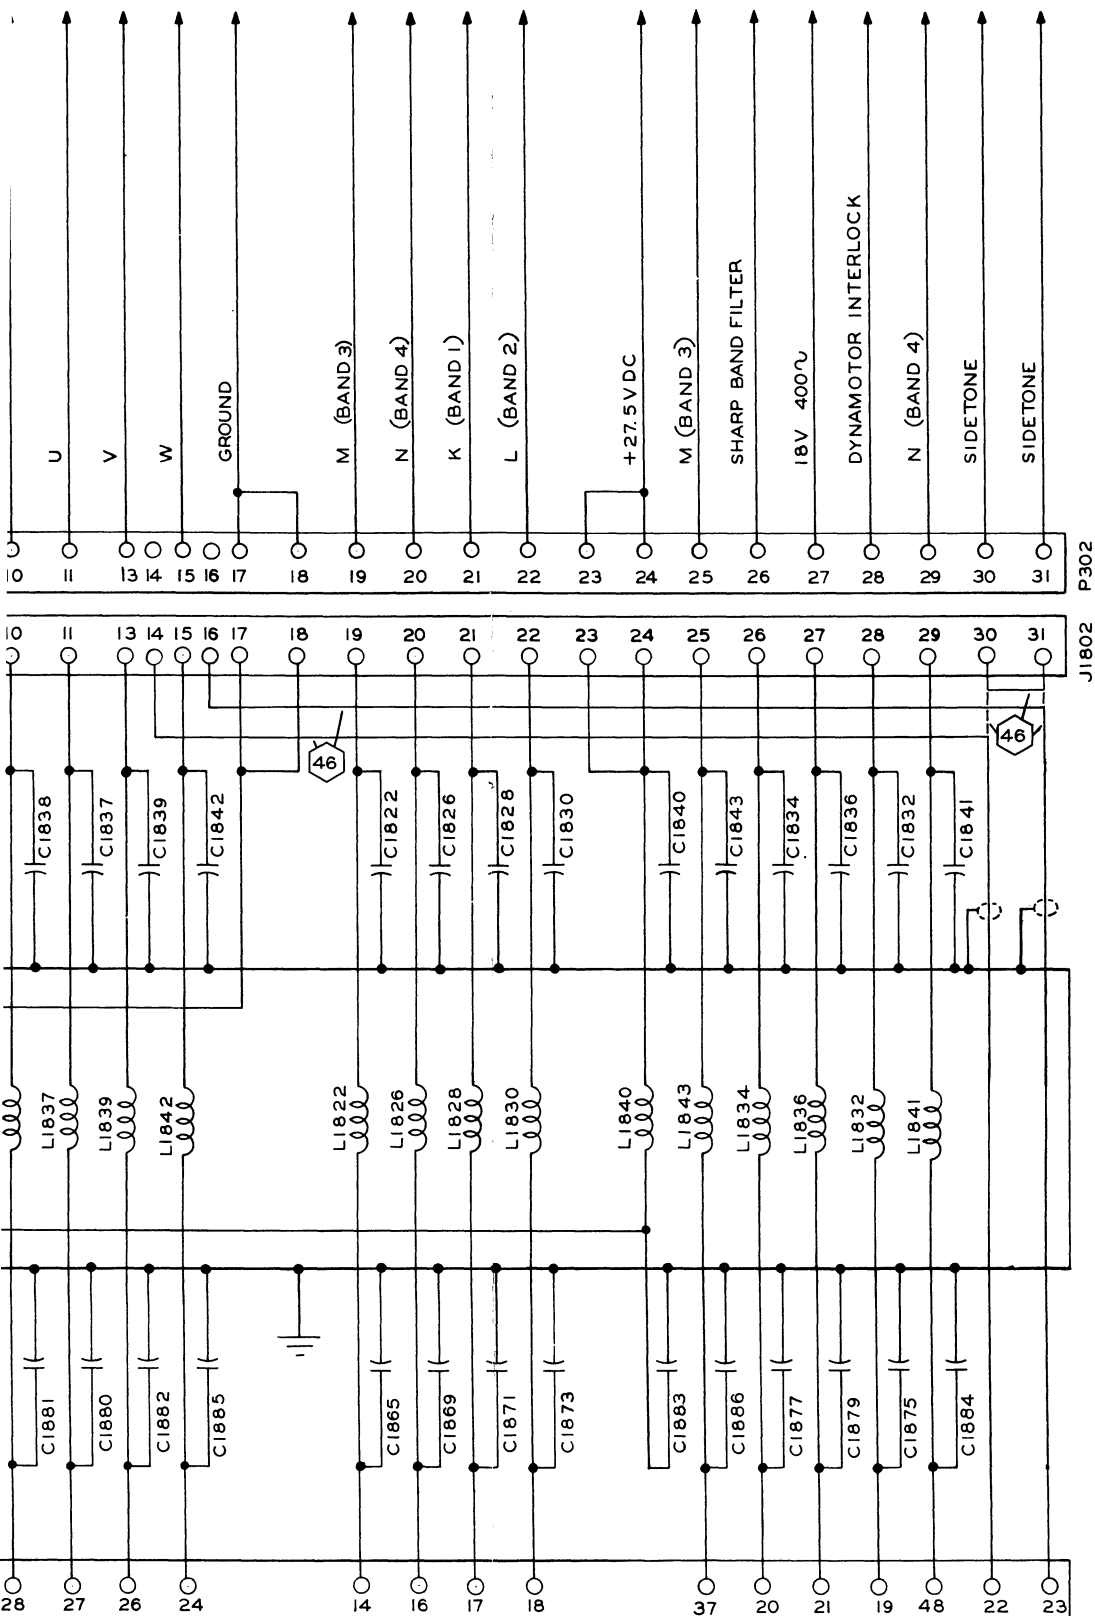 U
V
W
GROUND
M (BAND 3)
N (BAND 4)
K (BAND 1)
L (BAND 2)
+27.5V DC
M (BAND 3)
SHARP BAND FILTER
18V 400~
DYNAMOTOR INTERLOCK
N (BAND 4)
SIDETONE
SIDETONE
10 11 13 14 15 16 17 18 19 20 21 22 23 24 25 26 27 28 29 30 31
P302
10 11 13 14 15 16 17 18 19 20 21 22 23 24 25 26 27 28 29 30 31
J1802
46
46
C1838 C1837 C1839 C1842 C1822 C1826 C1828 C1830 C1840 C1843 C1834 C1836 C1832 C1841
L1837 L1839 L1842 L1822 L1826 L1828 L1830 L1840 L1843 L1834 L1836 L1832 L1841
C1881 C1880 C1882 C1885 C1865 C1869 C1871 C1873 C1883 C1886 C1877 C1879 C1875 C1884
28 27 26 24 14 16 17 18 37 20 21 19 48 22 23